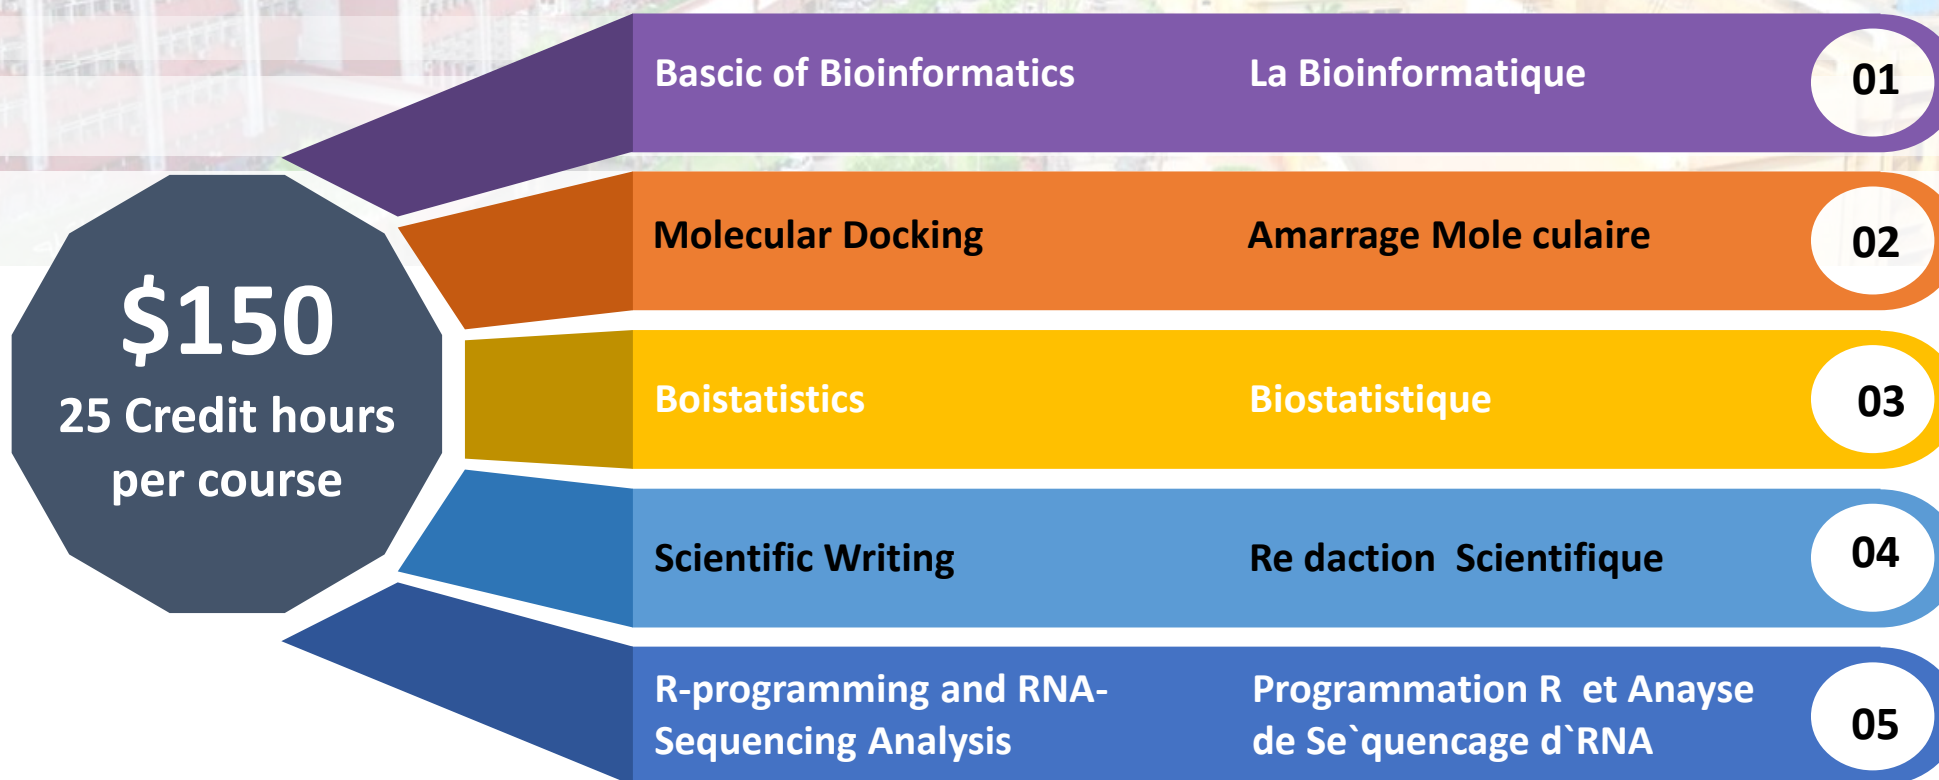 Bascic of Bioinformatics
La Bioinformatique
01
Molecular Docking
Amarrage Mole culaire
02
$150
25 Credit hours
per course
Boistatistics
Biostatistique
03
Scientific Writing
Re daction  Scientifique
04
R-programming and RNA-
Sequencing Analysis
Programmation R  et Anayse
de Se`quencage d`RNA
05